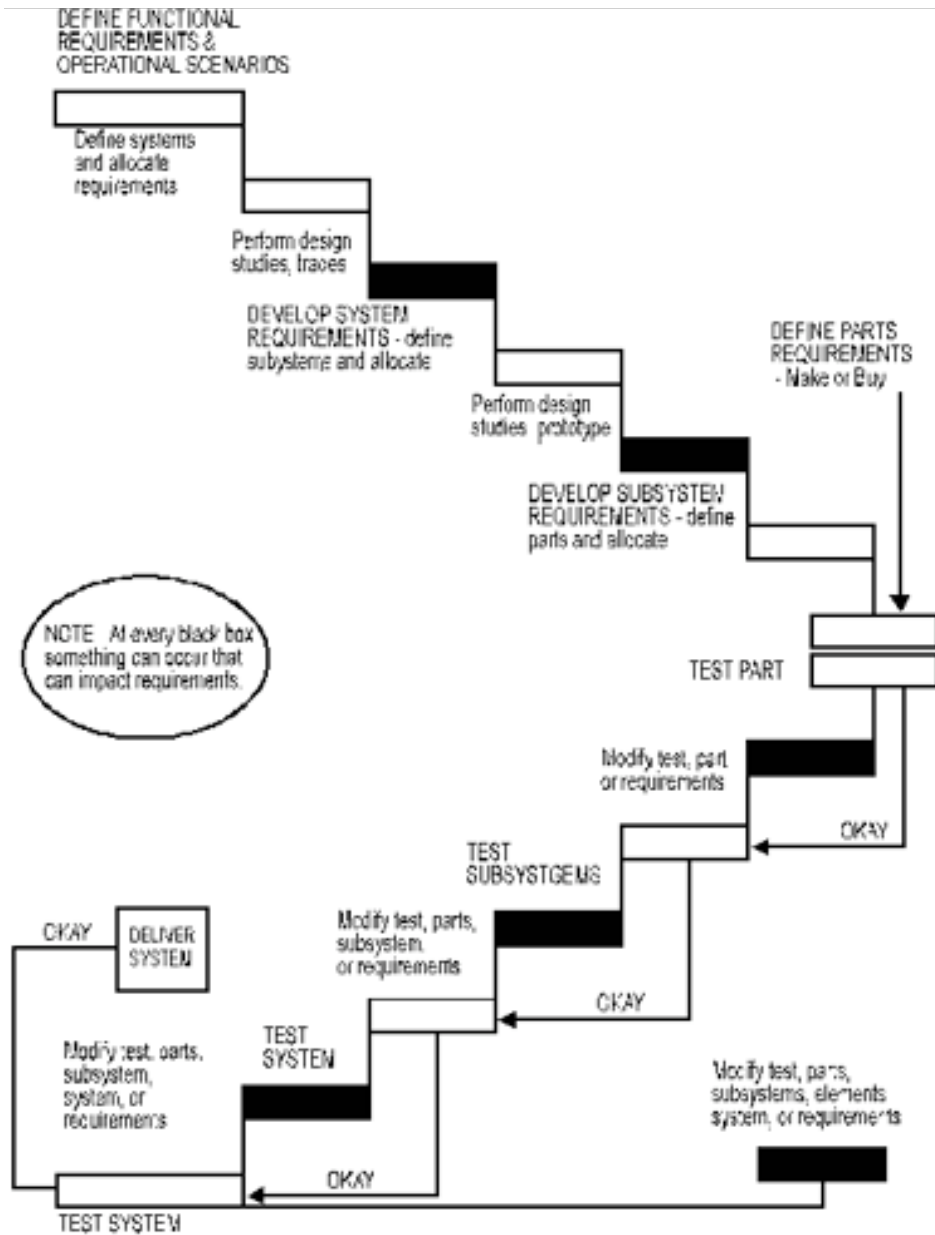 DEFINE FUNCTIONAL
REQUIREMENTS &
OPERATIONAL SCENARIOS
Define systems
and allocate
requirements
Perform design
studies, traces
DEVELOP SYSTEM
REQUIREMENTS - define
subystems and allocate
DEFINE PARTS
REQUIREMENTS
- Make or Buy
Perform design
studies prototype
DEVELOP SUBSYSTEM
REQUIREMENTS - define
parts and allocate
NOTE At every black box
something can occur that
can impact requirements.
TEST PART
Modify test, part
or requirements
OKAY
TEST
SUBSYSTGEMS
Modify test, parts,
subsystem,
or requirements
OKAY
OKAY
DELIVER
SYSTEM
TEST
SYSTEM
Modify test, parts,
subsystem,
system, or
requirements
Modify test, parts,
subsystems, elements
system, or requirements
OKAY
TEST SYSTEM